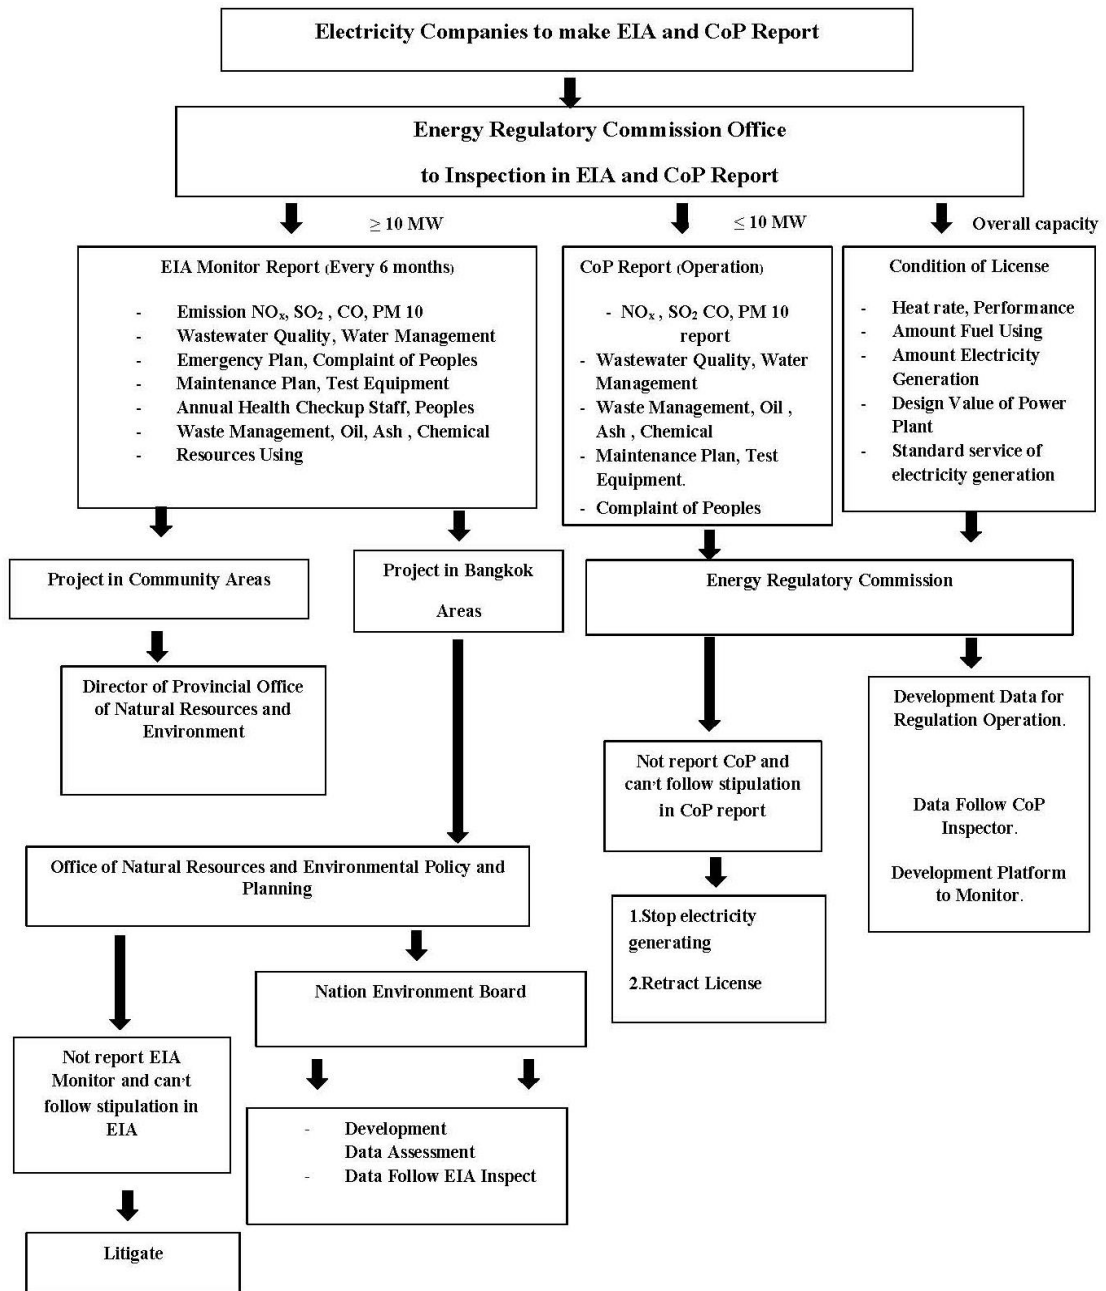 Electricity Companies to make EIA and CoP Report
Energy Regulatory Commission Office
to Inspection in EIA and CoP Report
≥ 10 MW
≤ 10 MW
Overall capacity
EIA Monitor Report (Every 6 months)
- Emission NOₓ, SO₂ , CO, PM 10
- Wastewater Quality, Water Management
- Emergency Plan, Complaint of Peoples
- Maintenance Plan, Test Equipment
- Annual Health Checkup Staff, Peoples
- Waste Management, Oil, Ash , Chemical
- Resources Using
CoP Report (Operation)
- NOₓ , SO₂ CO, PM 10
report
- Wastewater Quality, Water
Management
- Waste Management, Oil ,
Ash , Chemical
- Maintenance Plan, Test
Equipment.
- Complaint of Peoples
Condition of License
- Heat rate, Performance
- Amount Fuel Using
- Amount Electricity
Generation
- Design Value of Power
Plant
- Standard service of
electricity generation
Project in Community Areas
Project in Bangkok
Areas
Energy Regulatory Commission
Director of Provincial Office
of Natural Resources and
Environment
Not report CoP and
can't follow stipulation
in CoP report
Development Data for
Regulation Operation.
Data Follow CoP
Inspector.
Development Platform
to Monitor.
Office of Natural Resources and Environmental Policy and
Planning
1.Stop electricity
generating
2.Retract License
Nation Environment Board
Not report EIA
Monitor and can't
follow stipulation in
EIA
- Development
Data Assessment
- Data Follow EIA Inspect
Litigate